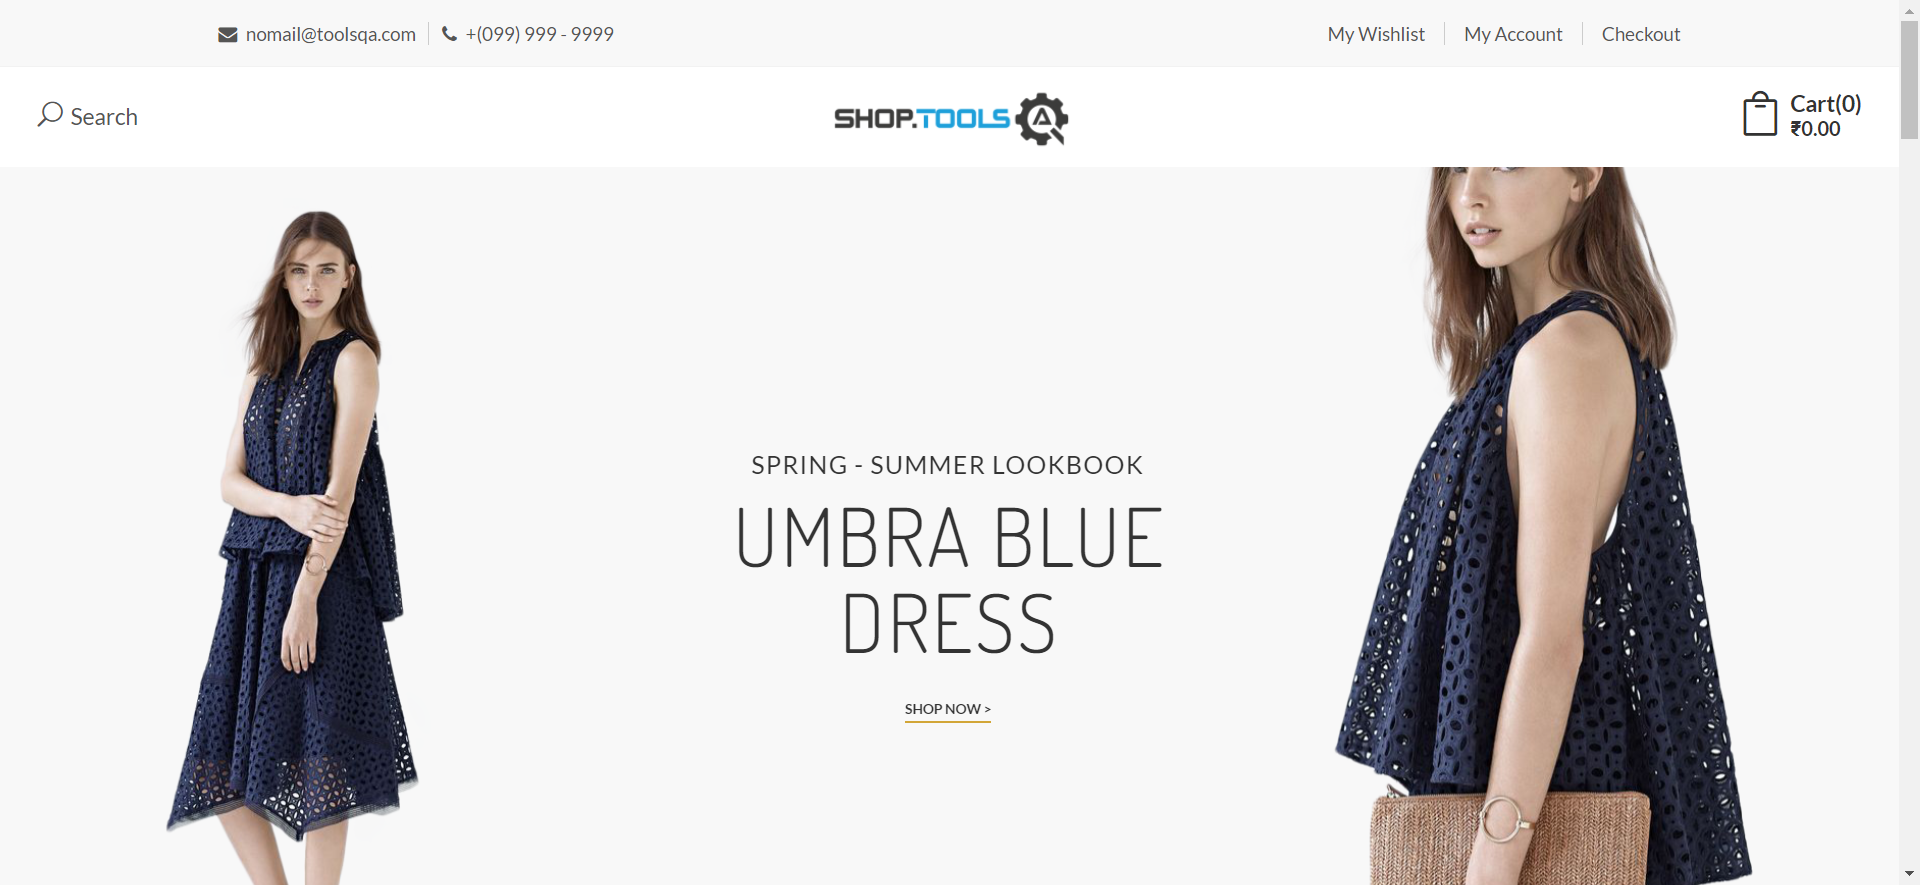 nomail@toolsqa.com
+(099) 999 - 9999
My Wishlist
My Account
Checkout
Search
SHOP.TOOLS
Cart(0)
₹0.00
SPRING - SUMMER LOOKBOOK
UMBRA BLUE
DRESS
SHOP NOW >